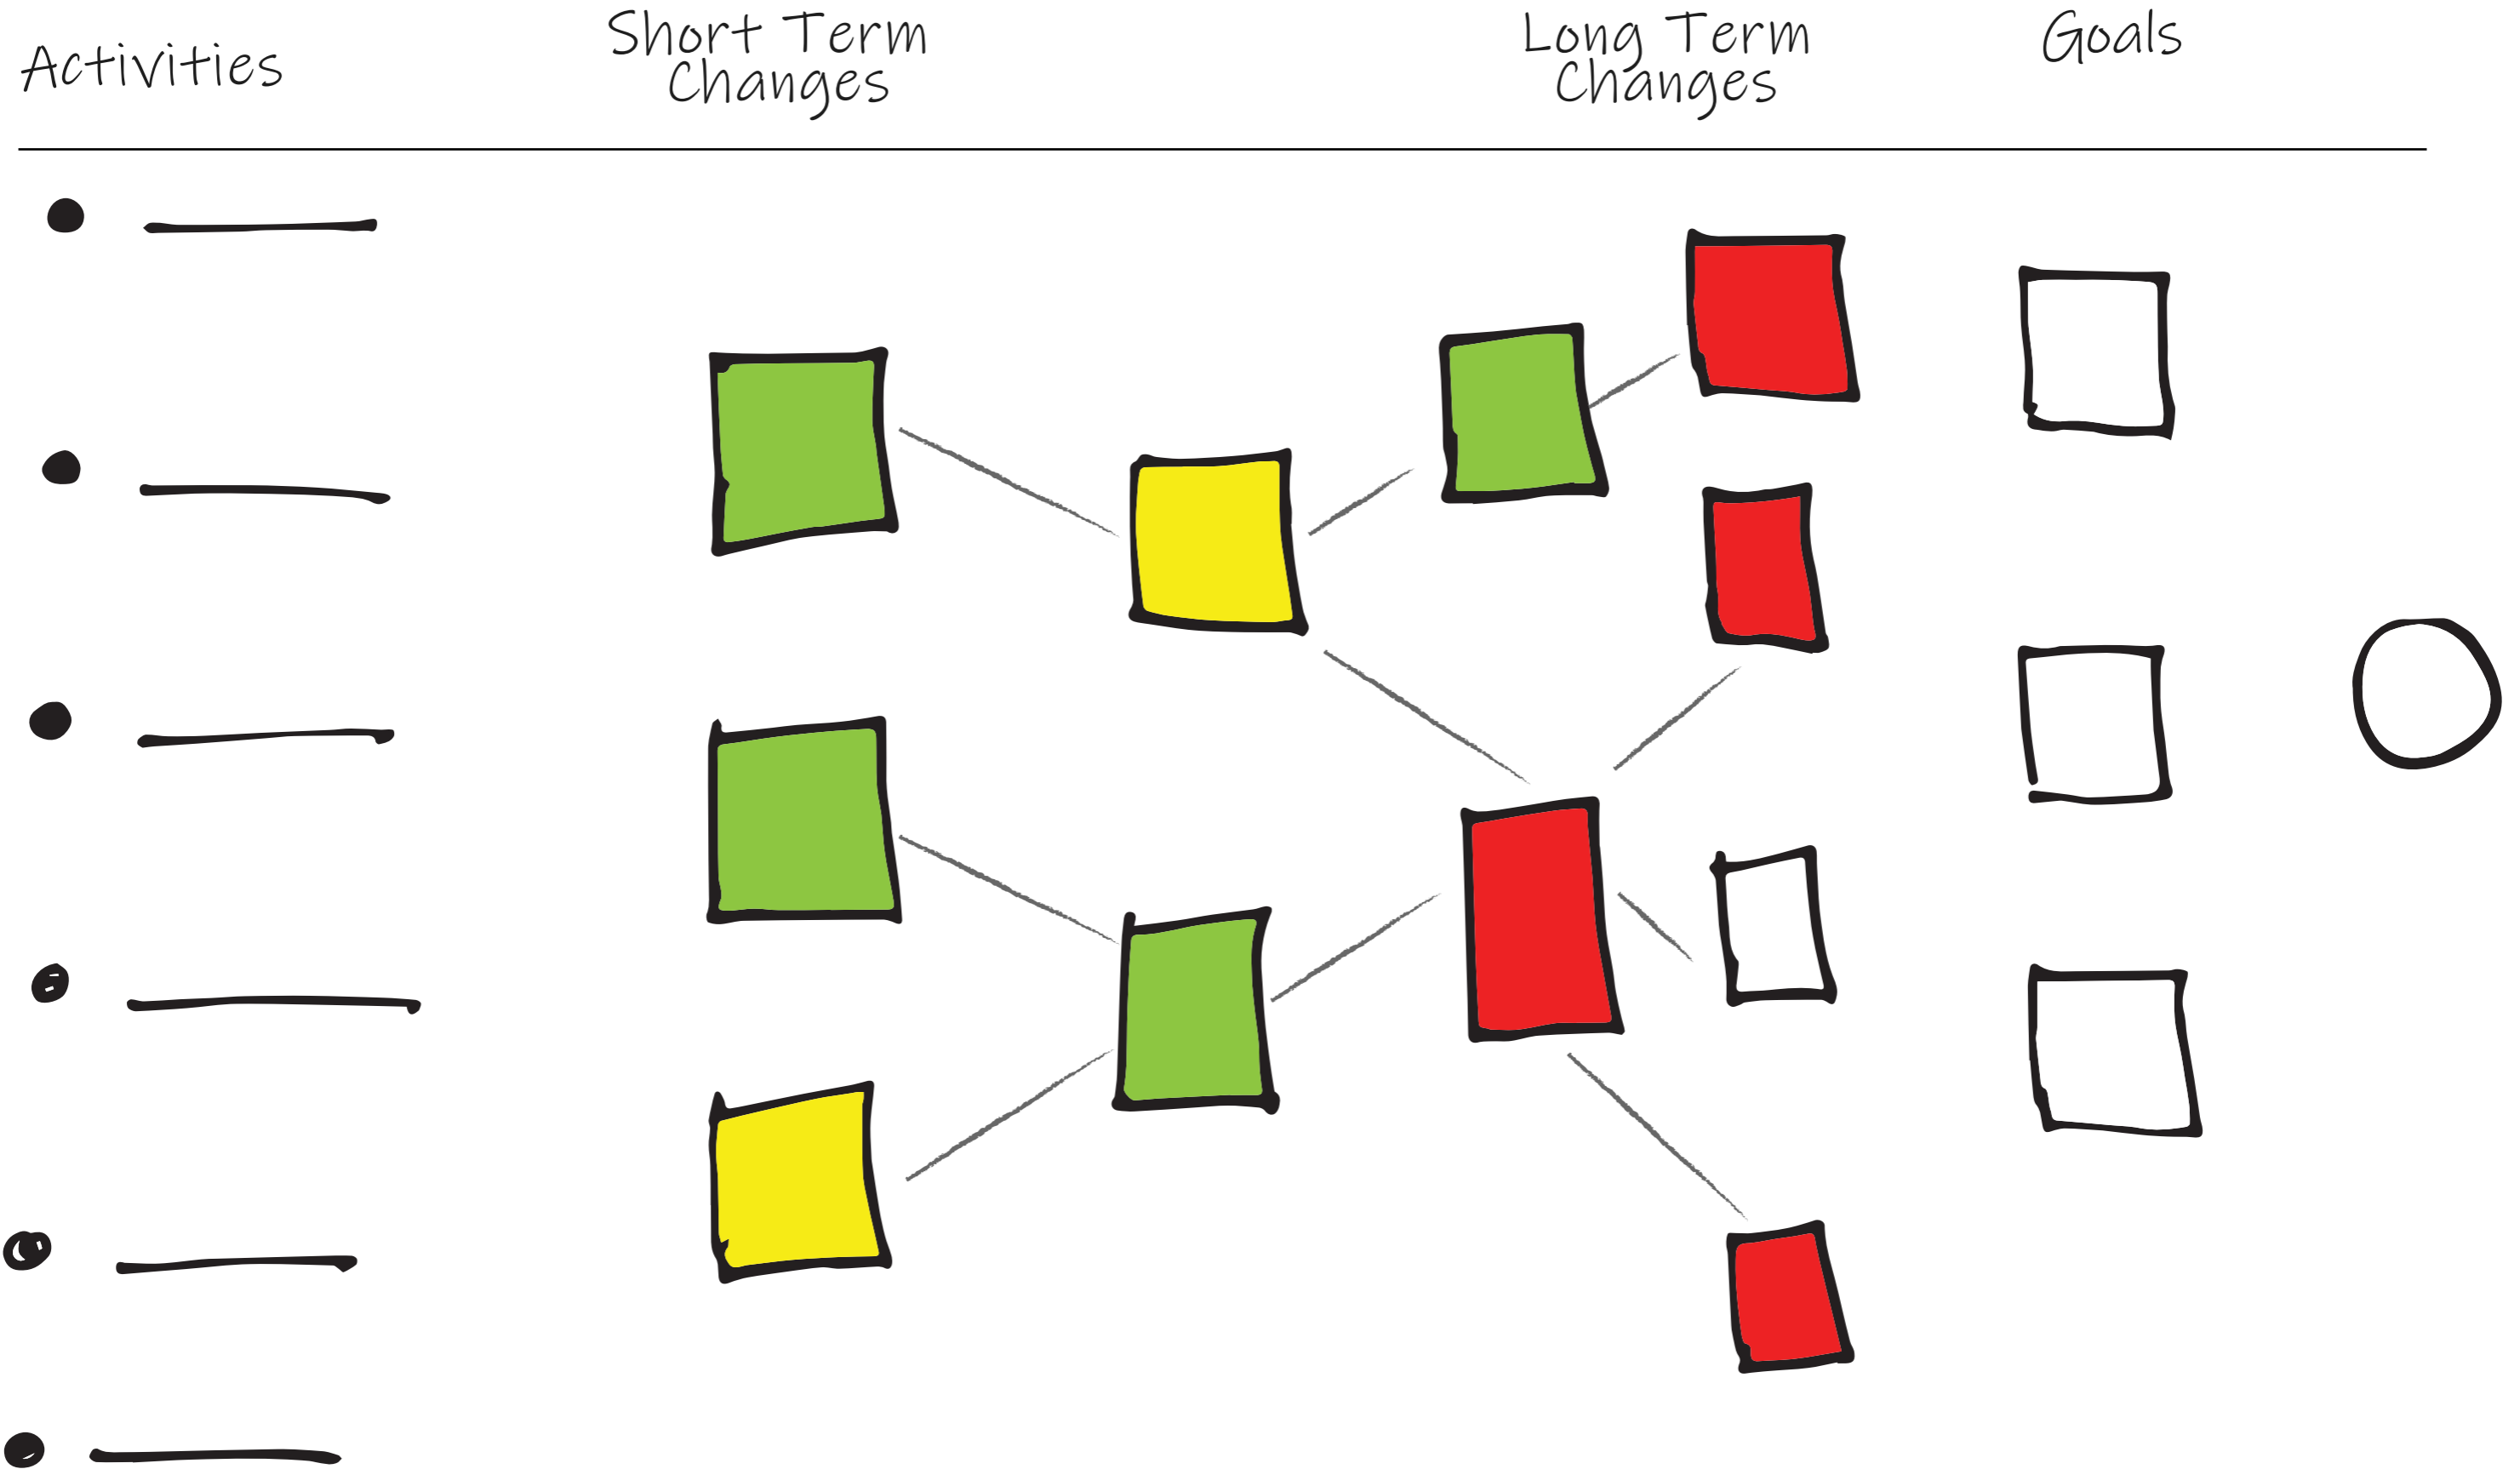 Activities
Short Term
Changes
Long Term
Changes
Goals